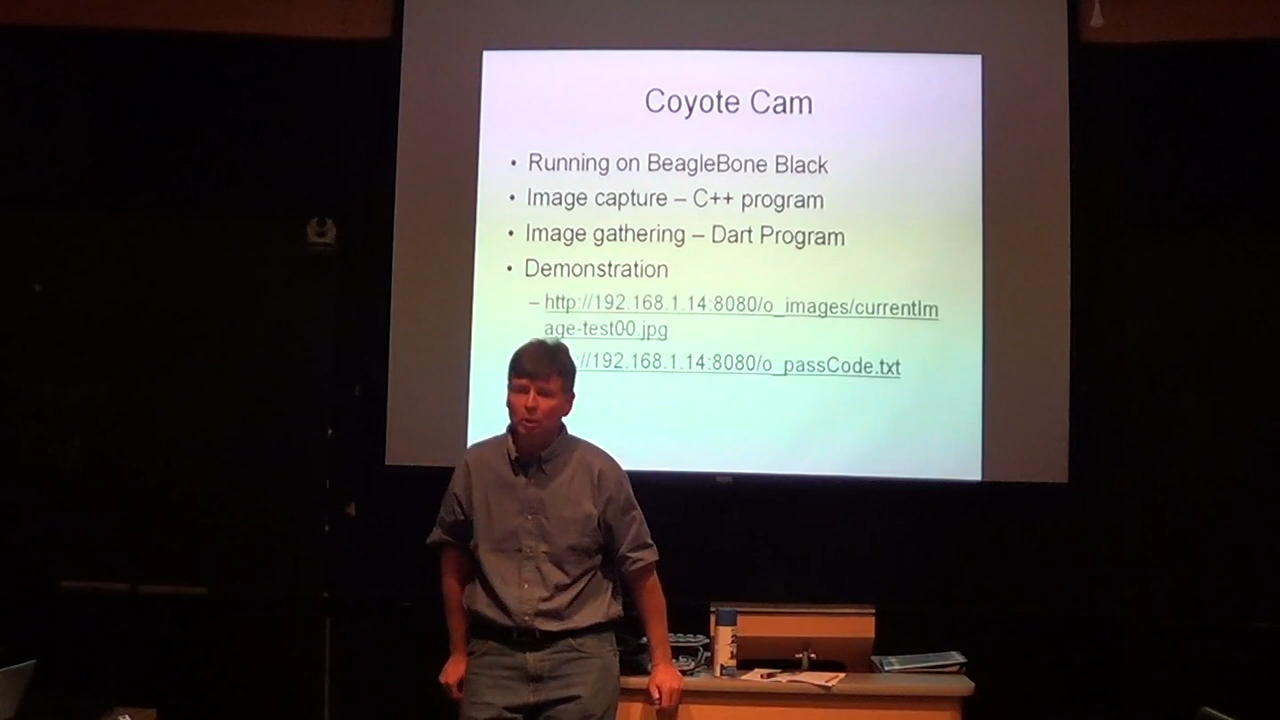 Coyote Cam
• Running on BeagleBone Black
• Image capture – C++ program
• Image gathering – Dart Program
• Demonstration
– http://192.168.1.14:8080/o_images/currentIm
age-test00.jpg
://192.168.1.14:8080/o_passCode.txt